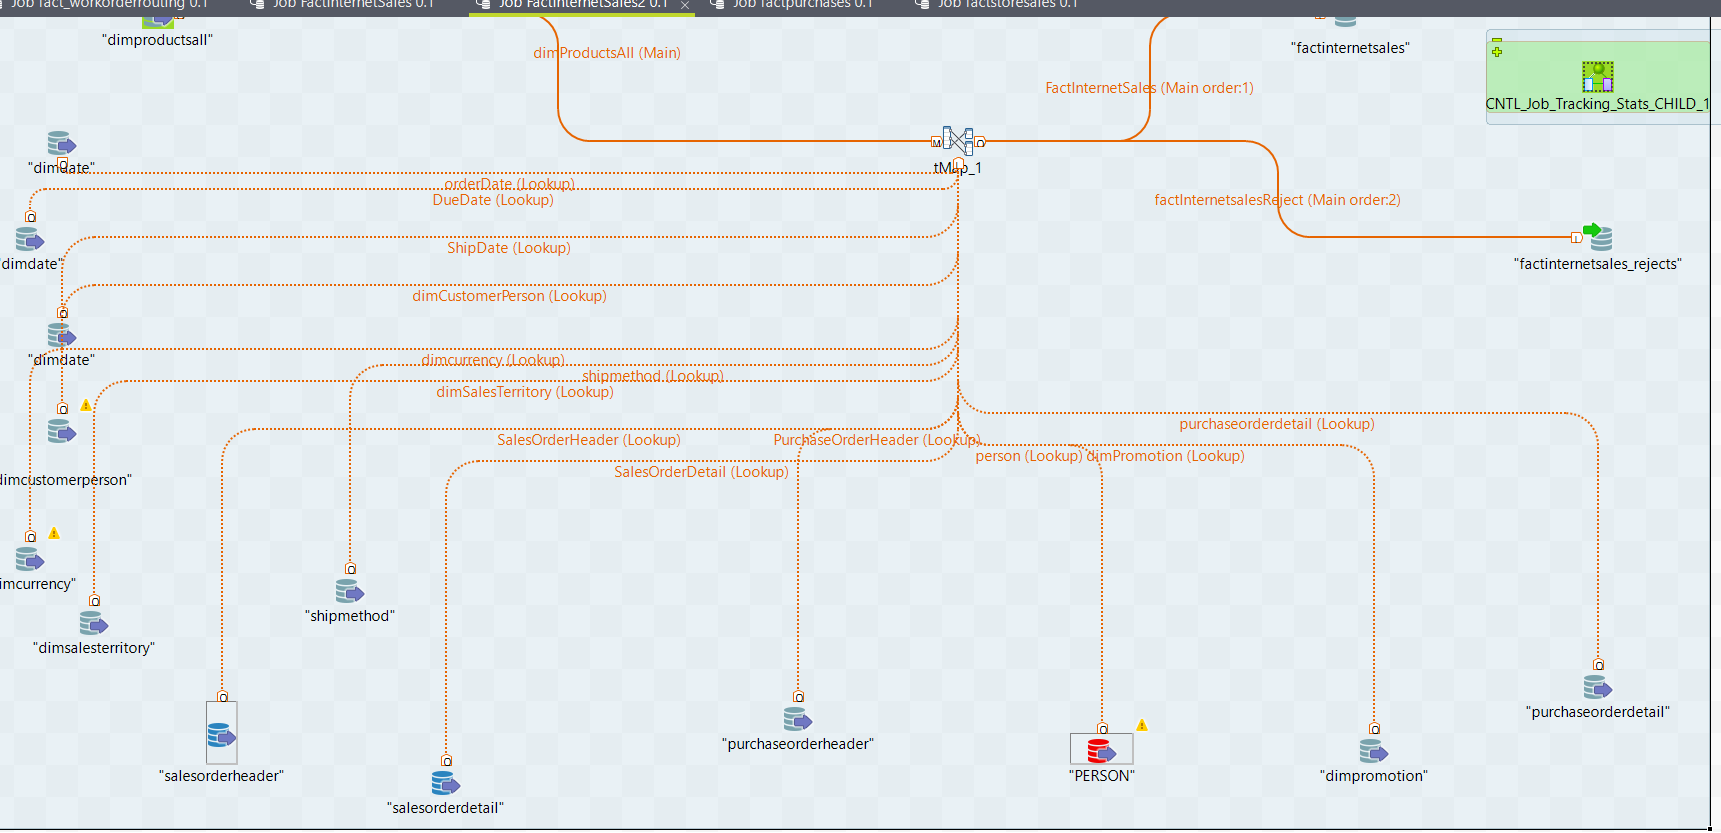 Job fact_workorderrouting 0.1
Job FactInternetSales 0.1
Job FactInternetSales2 0.1
Job factpurchases 0.1
Job factstoresales 0.1
"dimproductsall"
dimProductsAll (Main)
"factinternetsales"
FactInternetSales (Main order:1)
CNTL_Job_Tracking_Stats_CHILD_1
M
O
tMap_1
"dimdate"
orderDate (Lookup)
DueDate (Lookup)
factInternetsalesReject (Main order:2)
ShipDate (Lookup)
dimdate"
"factinternetsales_rejects"
dimCustomerPerson (Lookup)
"dimdate"
dimcurrency (Lookup)
shipmethod (Lookup)
dimSalesTerritory (Lookup)
purchaseorderdetail (Lookup)
SalesOrderHeader (Lookup)
PurchaseOrderHeader (Lookup)
person (Lookup)
dimPromotion (Lookup)
SalesOrderDetail (Lookup)
dimcustomerperson"
imcurrency"
"shipmethod"
"dimsalesterritory"
"purchaseorderdetail"
"purchaseorderheader"
"salesorderheader"
"PERSON"
"dimpromotion"
"salesorderdetail"